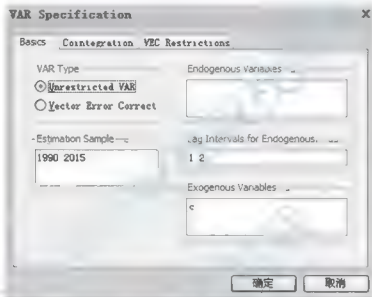 VAR Specification x
Basics Cointegration VEC Restrictions
VAR Type
Unrestricted VAR
Vector Error Correct
Endogenous Variables
Estimation Sample
1990 2015
Lag Intervals for Endogenous.
1 2
Exogenous Variables
c
确定 取消